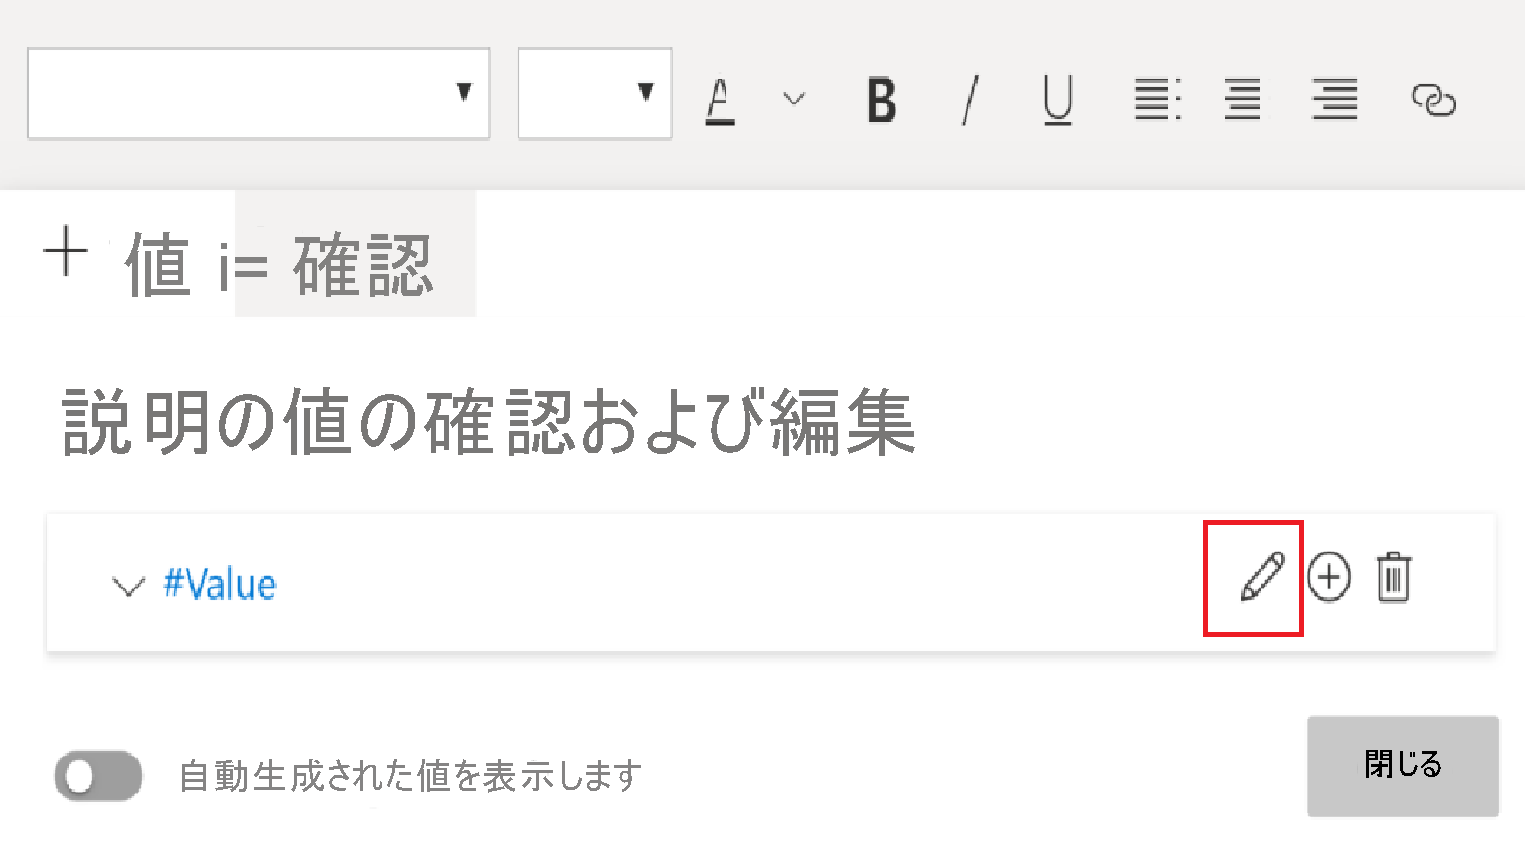 B / U
値 i= 確認
説明の値の確認および編集
#Value
自動生成された値を表示します
閉じる